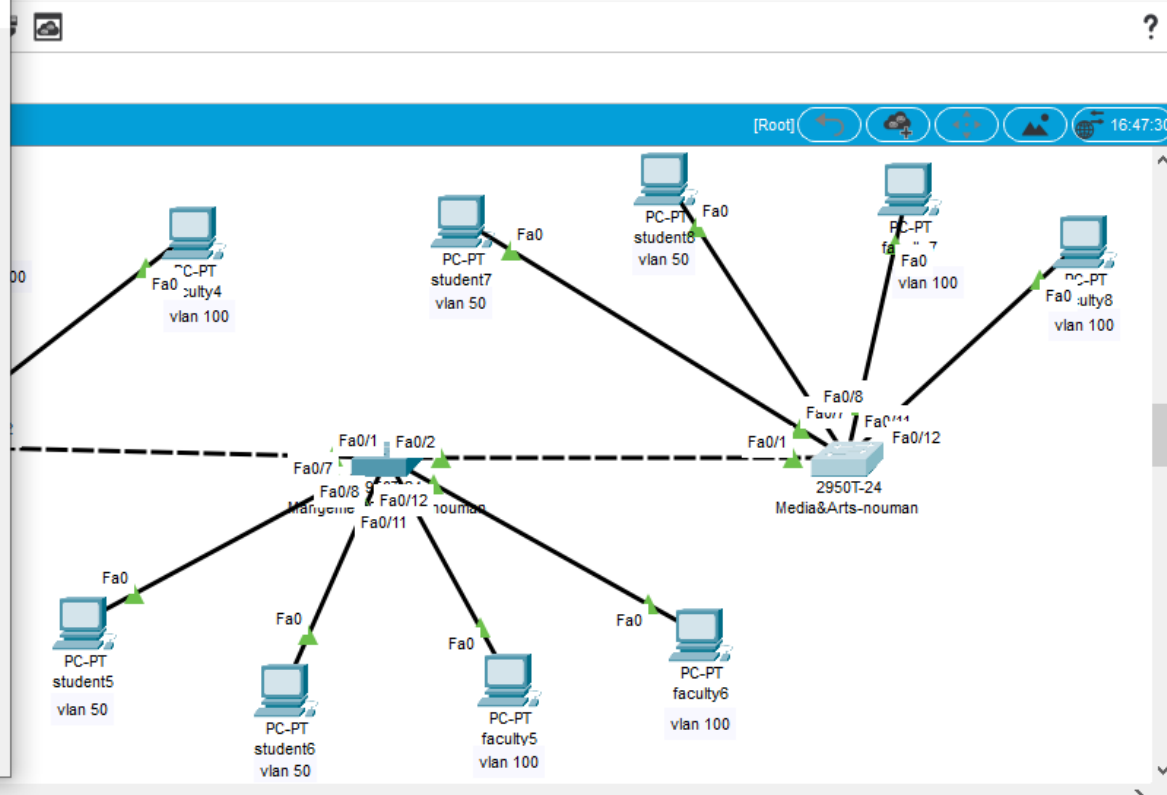 ?
[Root]
16:47:30
PC-PT
Fa0
vlan 100
PC-PT
student7
vlan 50
Fa0
PC-PT
student8
vlan 50
Fa0
PC-PT
Fa0
vlan 100
PC-PT
Fa0
vlan 100
Fa0/8
Fa0/12
Fa0/1
2950T-24
Media&Arts-nouman
Fa0/1
Fa0/2
Fa0/7
Fa0/8
Fa0/12
Fa0/11
nouman
Fa0
PC-PT
student5
vlan 50
Fa0
PC-PT
student6
vlan 50
Fa0
PC-PT
faculty5
vlan 100
Fa0
PC-PT
faculty6
vlan 100